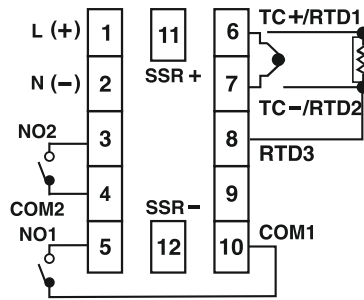 L (+) 1 11 6 TC+/RTD1
SSR +
N (−) 2 7 TC−/RTD2
NO2 3 8 RTD3
COM2 4 9
SSR −
NO1 5 12 10 COM1